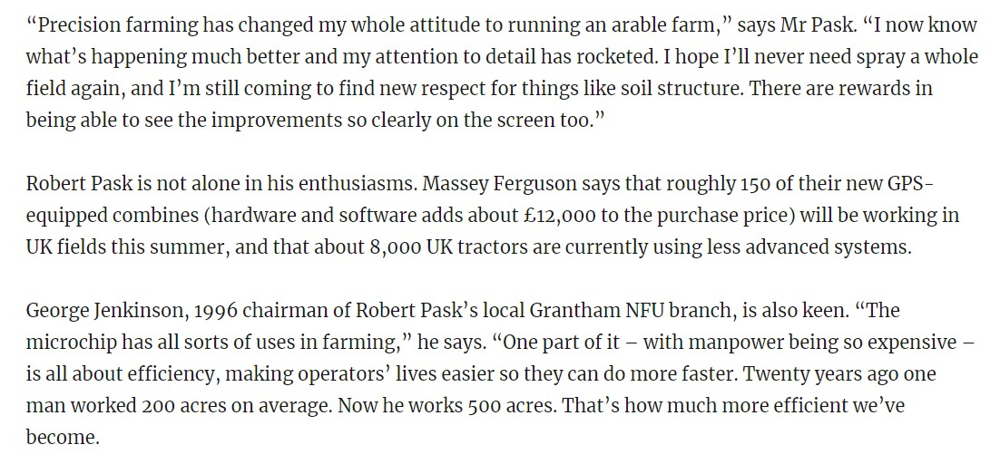 “Precision farming has changed my whole attitude to running an arable farm,” says Mr Pask. “I now know
what’s happening much better and my attention to detail has rocketed. I hope I’ll never need spray a whole
field again, and I’m still coming to find new respect for things like soil structure. There are rewards in
being able to see the improvements so clearly on the screen too.”
Robert Pask is not alone in his enthusiasms. Massey Ferguson says that roughly 150 of their new GPS-
equipped combines (hardware and software adds about £12,000 to the purchase price) will be working in
UK fields this summer, and that about 8,000 UK tractors are currently using less advanced systems.
George Jenkinson, 1996 chairman of Robert Pask’s local Grantham NFU branch, is also keen. “The
microchip has all sorts of uses in farming,” he says. “One part of it – with manpower being so expensive –
is all about efficiency, making operators’ lives easier so they can do more faster. Twenty years ago one
man worked 200 acres on average. Now he works 500 acres. That’s how much more efficient we’ve
become.